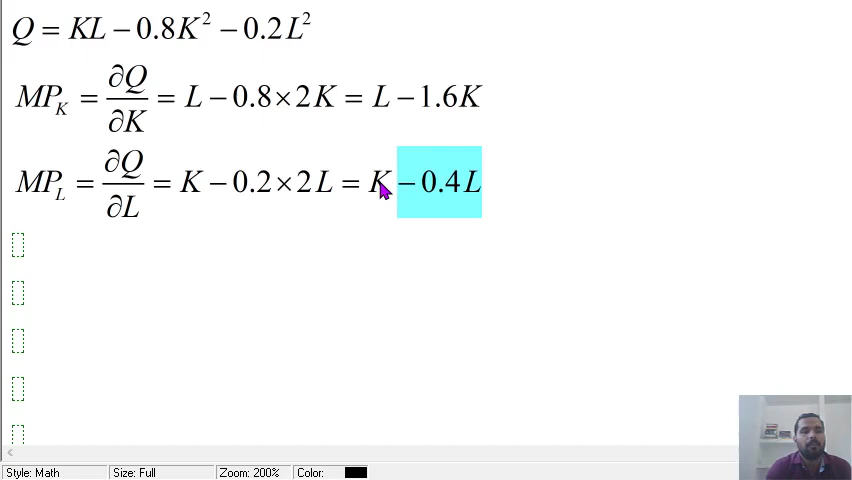 Q = KL − 0.8K² − 0.2L²
MP_K = ∂Q/∂K = L − 0.8×2K = L − 1.6K
MP_L = ∂Q/∂L = K − 0.2×2L = K − 0.4L
Style: Math Size: Full Zoom: 200% Color: